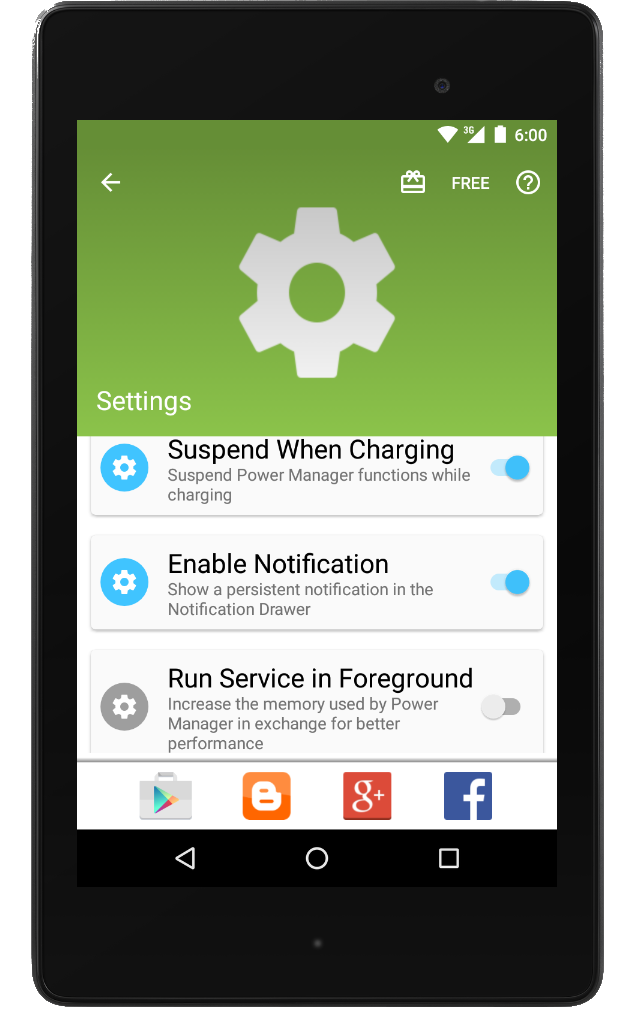 3G 6:00
FREE
Settings
Suspend When Charging
Suspend Power Manager functions while
charging
Enable Notification
Show a persistent notification in the
Notification Drawer
Run Service in Foreground
Increase the memory used by Power
Manager in exchange for better
performance
g+ f